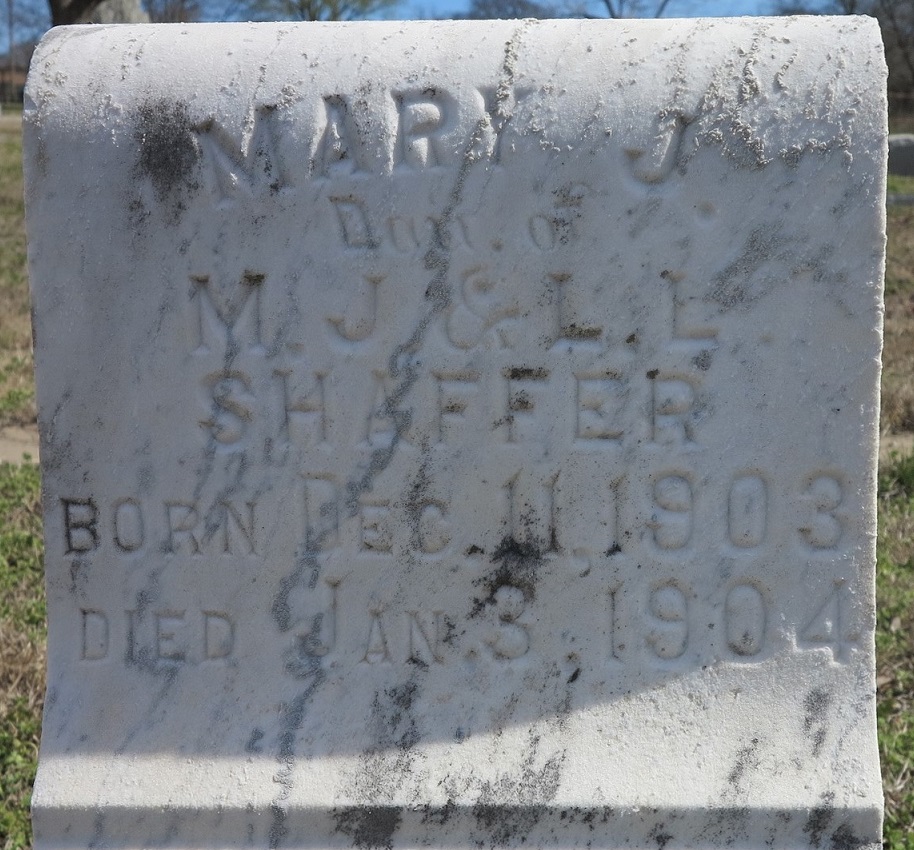 MARY J.
Dau. of
M. J & L. L.
SHAFFER
BORN DEC. 11, 1903
DIED JAN. 3, 1904